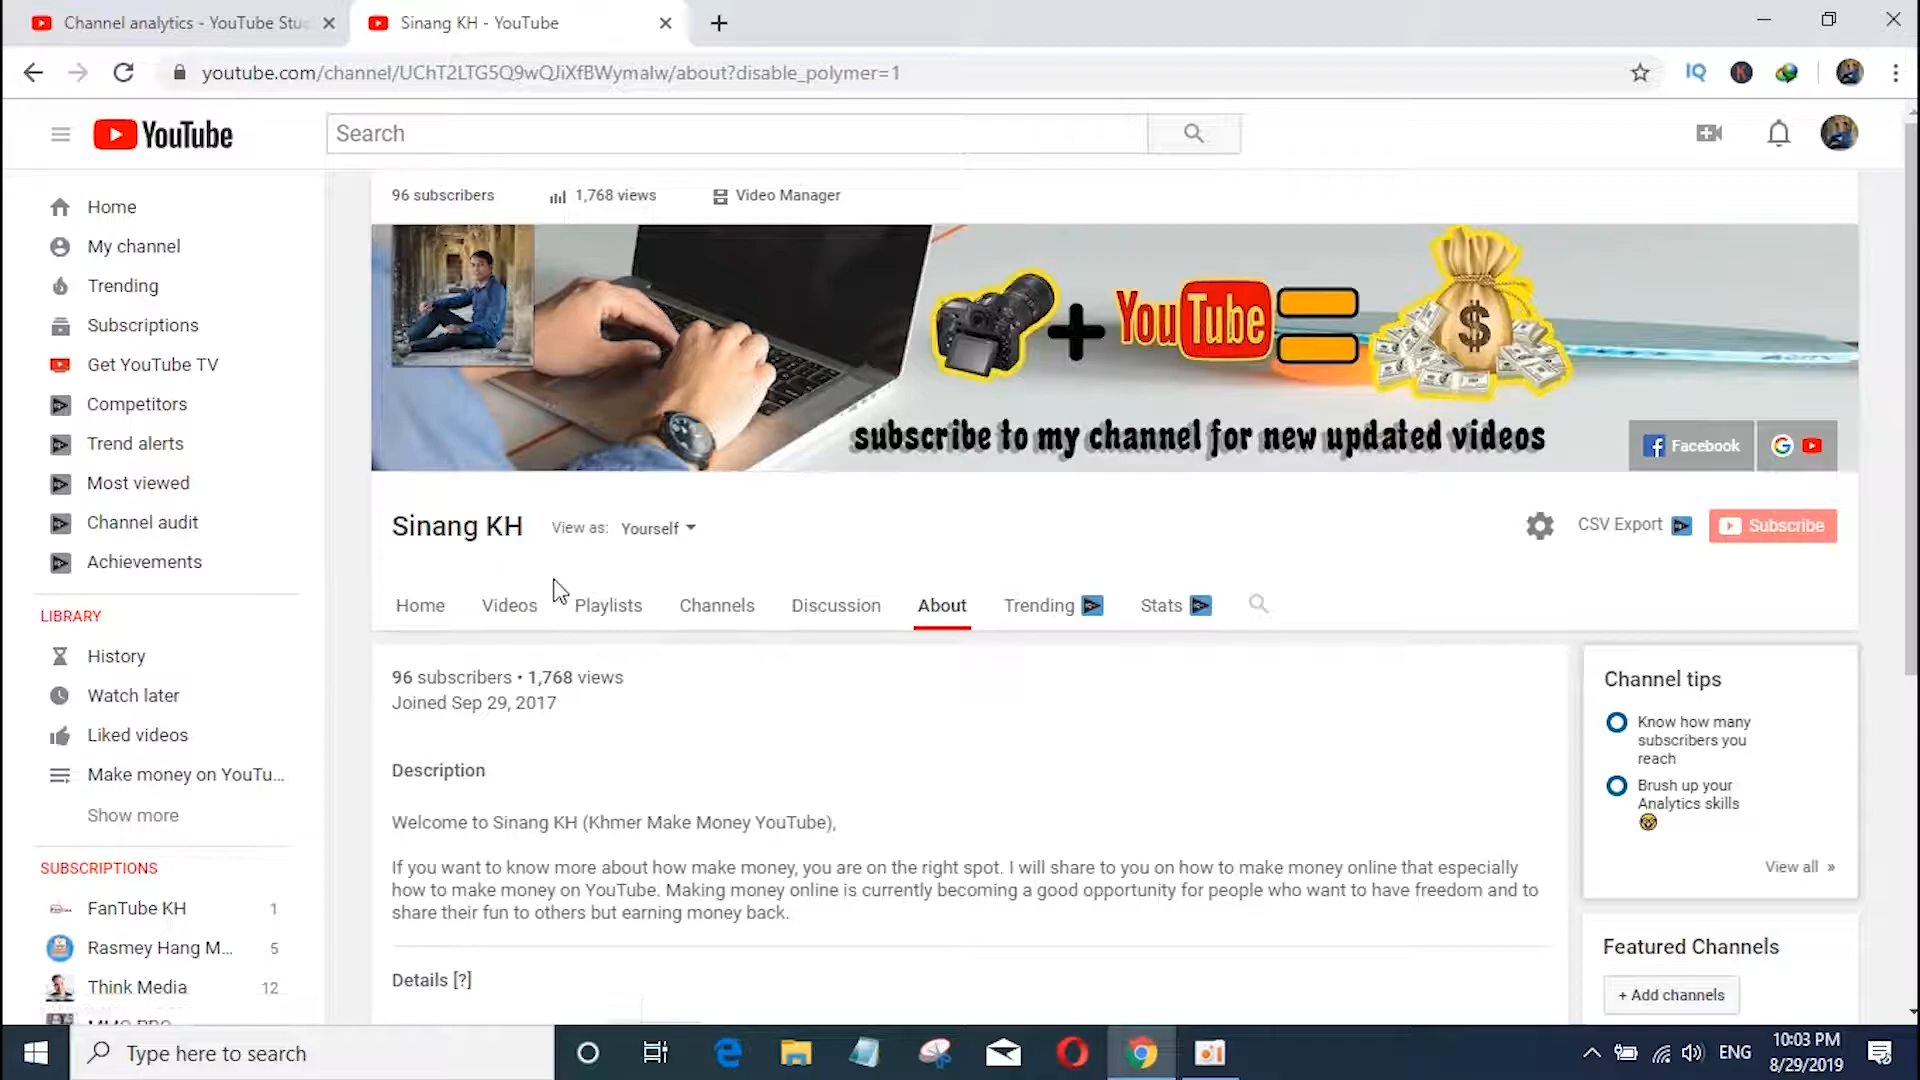 Channel analytics - YouTube Stu
Sinang KH - YouTube
youtube.com/channel/UChT2LTG5Q9wQJiXfBWymalw/about?disable_polymer=1
IQ
K
YouTube
Search
96 subscribers
1,768 views
Video Manager
Home
My channel
Trending
Subscriptions
Get YouTube TV
Competitors
Trend alerts
Most viewed
Channel audit
Achievements
LIBRARY
History
Watch later
Liked videos
Make money on YouTu...
Show more
SUBSCRIPTIONS
FanTube KH 1
Rasmey Hang M... 5
Think Media 12
+ YouTube = $
subscribe to my channel for new updated videos
Facebook
G
Sinang KH
View as: Yourself
CSV Export
Subscribe
Home
Videos
Playlists
Channels
Discussion
About
Trending
Stats
96 subscribers • 1,768 views
Joined Sep 29, 2017
Description
Welcome to Sinang KH (Khmer Make Money YouTube),
If you want to know more about how make money, you are on the right spot. I will share to you on how to make money online that especially
how to make money on YouTube. Making money online is currently becoming a good opportunity for people who want to have freedom and to
share their fun to others but earning money back.
Details [?]
Channel tips
Know how many
subscribers you
reach
Brush up your
Analytics skills
View all »
Featured Channels
+ Add channels
Type here to search
ENG
10:03 PM
8/29/2019